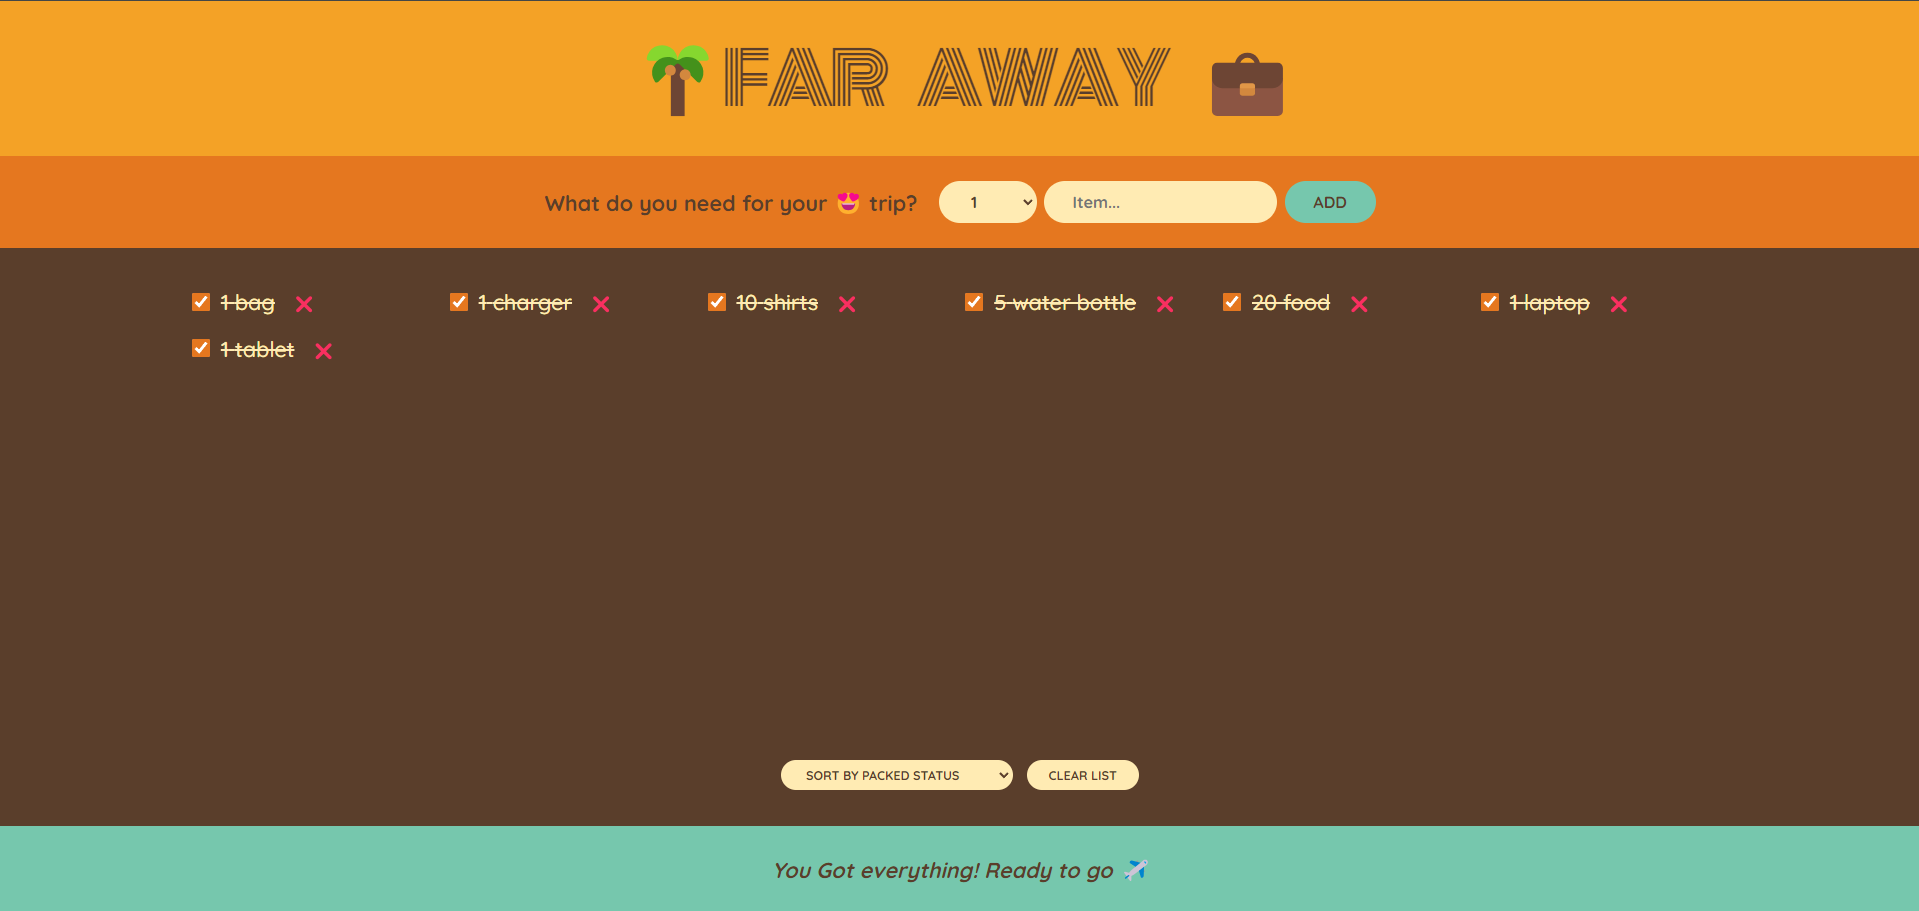 FAR AWAY
What do you need for your 😍 trip? 1 Item... ADD
1 bag ❌ 1 charger ❌ 10 shirts ❌ 5 water bottle ❌ 20 food ❌ 1 laptop ❌
1 tablet ❌
SORT BY PACKED STATUS CLEAR LIST
You Got everything! Ready to go ✈️